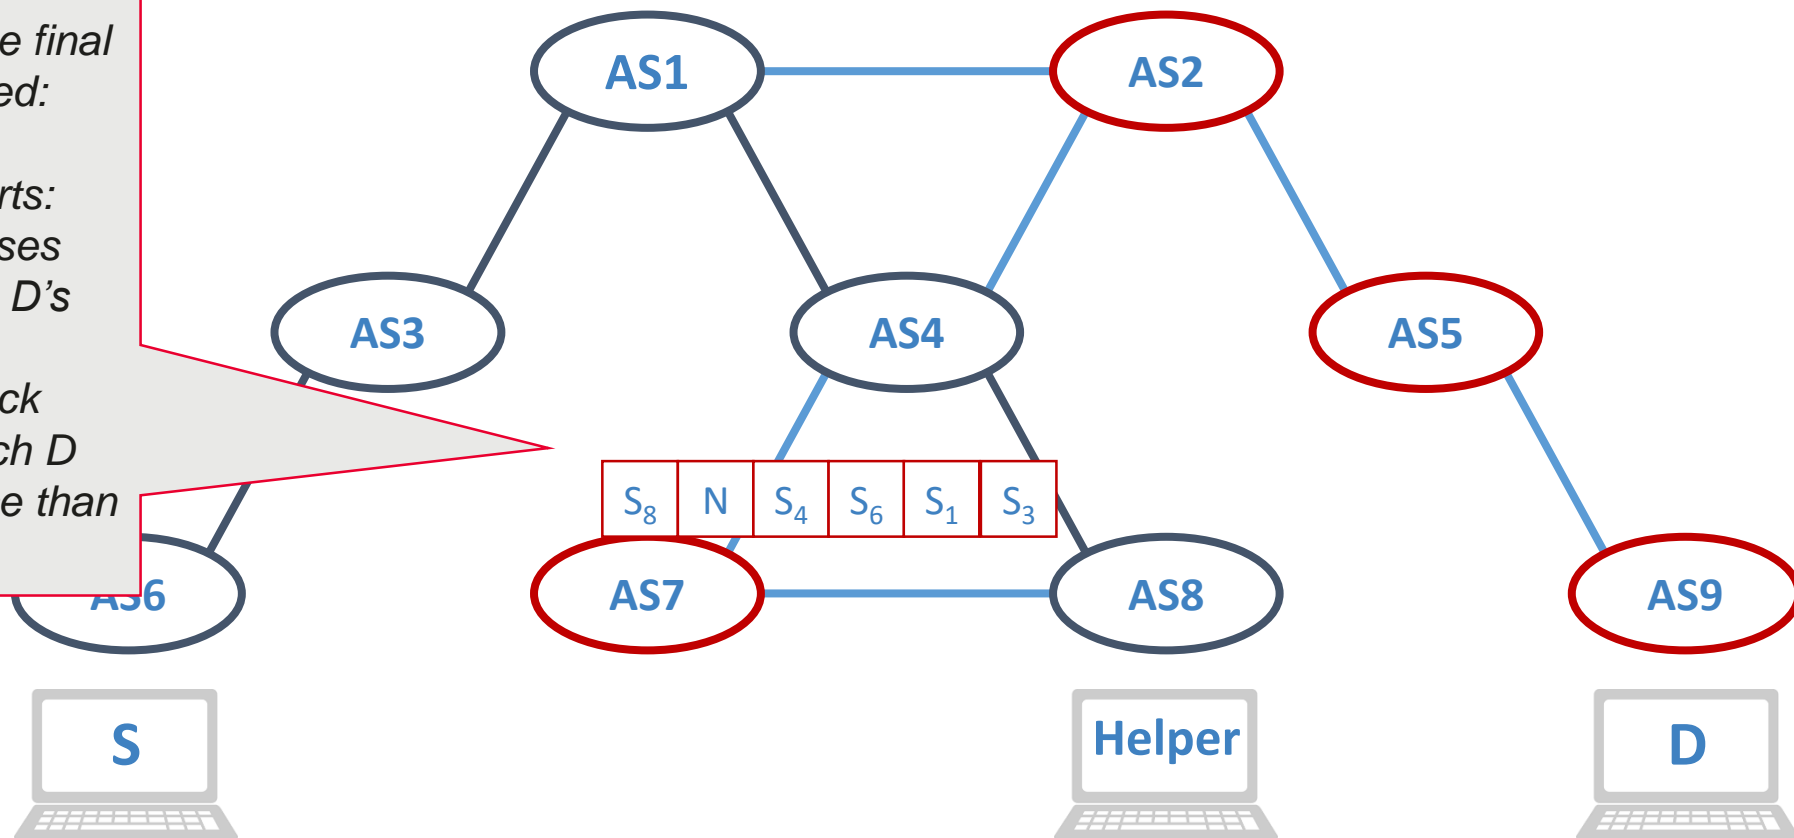 e final
ed:
rts:
ses
D's
ck
ch D
e than
AS1
AS2
AS3
AS4
AS5
S₈ N S₄ S₆ S₁ S₃
AS6
AS7
AS8
AS9
S
Helper
D